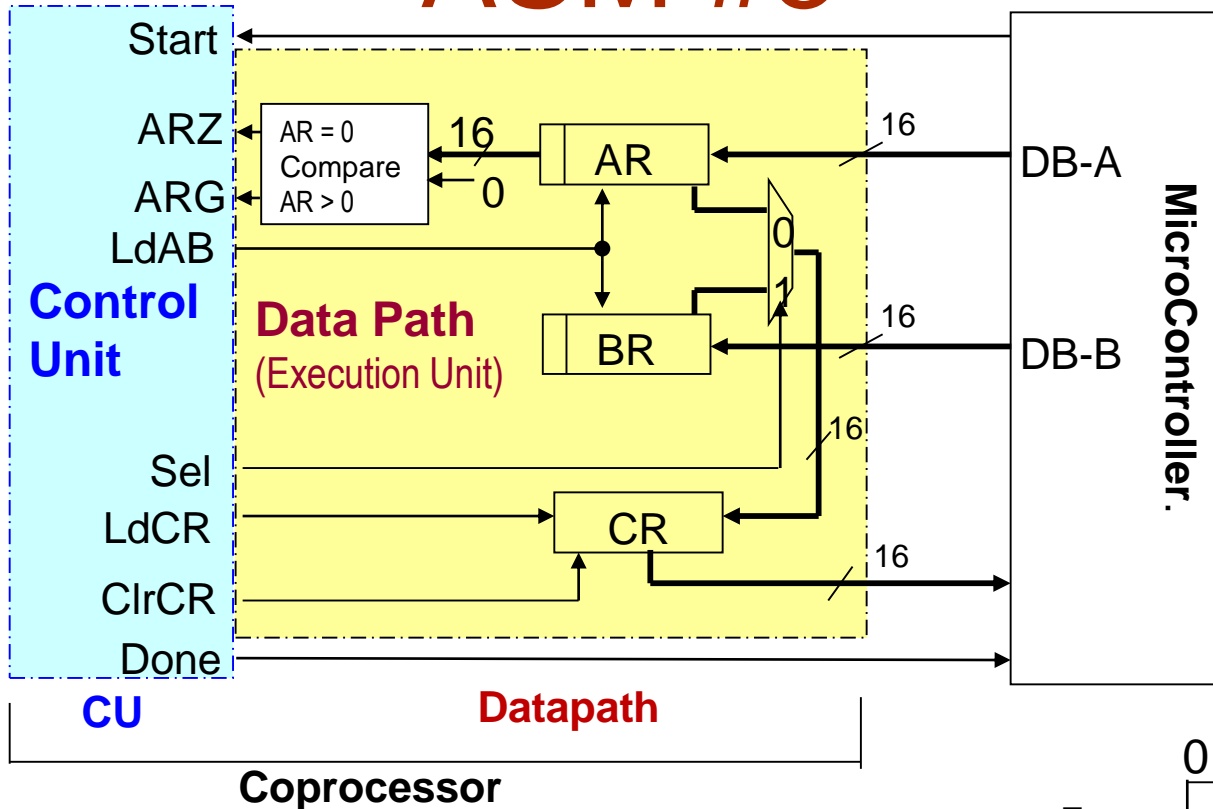 Start
ARZ
ARG
LdAB
Control
Unit
AR = 0
Compare
AR > 0
16
0
AR
16
DB-A
0
1
Data Path
(Execution Unit)
BR
16
DB-B
MicroController.
16
Sel
LdCR
CR
16
ClrCR
Done
CU
Datapath
Coprocessor
0